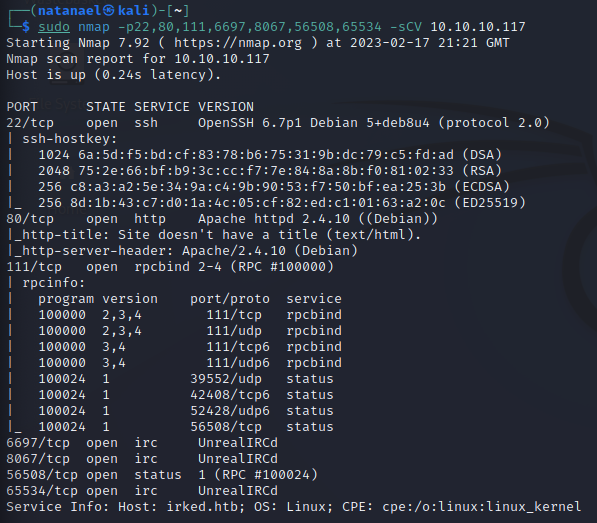 ┌──(natanael㉿kali)-[~]
└─$ sudo nmap -p22,80,111,6697,8067,56508,65534 -sCV 10.10.10.117
Starting Nmap 7.92 ( https://nmap.org ) at 2023-02-17 21:21 GMT
Nmap scan report for 10.10.10.117
Host is up (0.24s latency).

PORT      STATE SERVICE VERSION
22/tcp    open  ssh     OpenSSH 6.7p1 Debian 5+deb8u4 (protocol 2.0)
| ssh-hostkey:
|   1024 6a:5d:f5:bd:cf:83:78:b6:75:31:9b:dc:79:c5:fd:ad (DSA)
|   2048 75:2e:66:bf:b9:3c:cc:f7:7e:84:8a:8b:f0:81:02:33 (RSA)
|   256 c8:a3:a2:5e:34:9a:c4:9b:90:53:f7:50:bf:ea:25:3b (ECDSA)
|_  256 8d:1b:43:c7:d0:1a:4c:05:cf:82:ed:c1:01:63:a2:0c (ED25519)
80/tcp    open  http    Apache httpd 2.4.10 ((Debian))
|_http-title: Site doesn't have a title (text/html).
|_http-server-header: Apache/2.4.10 (Debian)
111/tcp   open  rpcbind 2-4 (RPC #100000)
| rpcinfo:
|   program version    port/proto  service
|   100000  2,3,4        111/tcp   rpcbind
|   100000  2,3,4        111/udp   rpcbind
|   100000  3,4          111/tcp6  rpcbind
|   100000  3,4          111/udp6  rpcbind
|   100024  1          39552/udp   status
|   100024  1          42408/tcp6  status
|   100024  1          52428/udp6  status
|_  100024  1          56508/tcp   status
6697/tcp  open  irc     UnrealIRCd
8067/tcp  open  irc     UnrealIRCd
56508/tcp open  status  1 (RPC #100024)
65534/tcp open  irc     UnrealIRCd
Service Info: Host: irked.htb; OS: Linux; CPE: cpe:/o:linux:linux_kernel